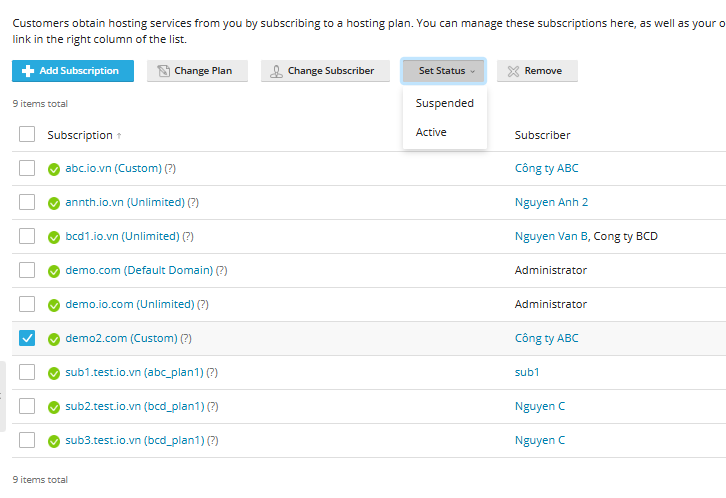 Customers obtain hosting services from you by subscribing to a hosting plan. You can manage these subscriptions here, as well as your o
link in the right column of the list.
Add Subscription Change Plan Change Subscriber Set Status Remove
9 items total
Suspended
Active
Subscription ↑ Subscriber
abc.io.vn (Custom) (?) Công ty ABC
annth.io.vn (Unlimited) (?) Nguyen Anh 2
bcd1.io.vn (Unlimited) (?) Nguyen Van B, Cong ty BCD
demo.com (Default Domain) (?) Administrator
demo.io.com (Unlimited) (?) Administrator
demo2.com (Custom) (?) Công ty ABC
sub1.test.io.vn (abc_plan1) (?) sub1
sub2.test.io.vn (bcd_plan1) (?) Nguyen C
sub3.test.io.vn (bcd_plan1) (?) Nguyen C
9 items total